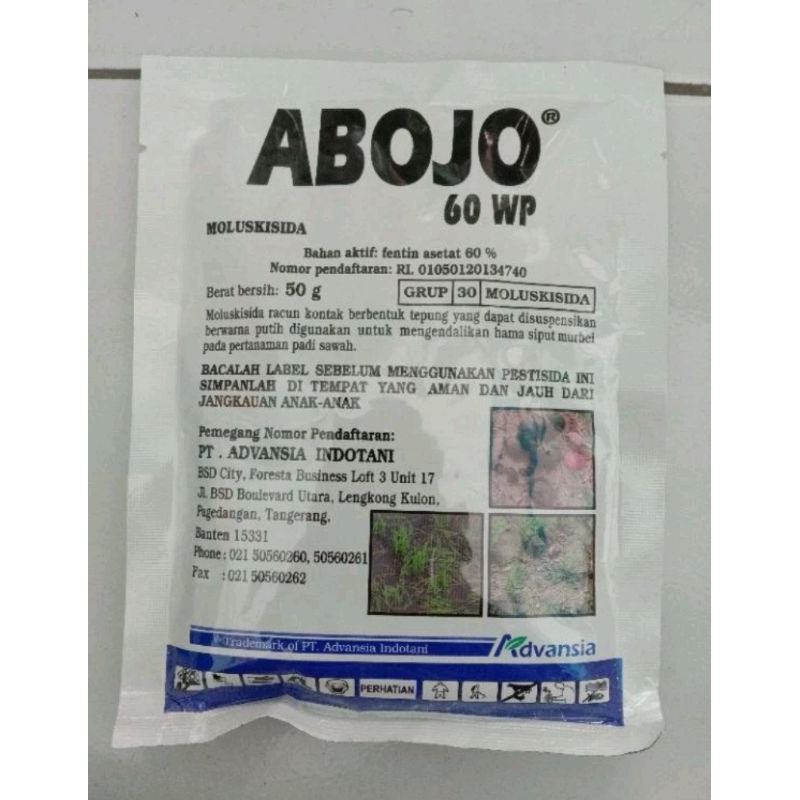 ABOJO®
60 WP
MOLUSKISIDA
Bahan aktif: fentin asetat 60 %
Nomor pendaftaran: RI. 01050120134740
Berat bersih: 50 g
GRUP 30 MOLUSKISIDA
Moluskisida racun kontak berbentuk tepung yang dapat disuspensikan
berwarna putih digunakan untuk mengendalikan hama siput murbei
pada pertanaman padi sawah.
BACALAH LABEL SEBELUM MENGGUNAKAN PESTISIDA INI
SIMPANLAH DI TEMPAT YANG AMAN DAN JAUH DARI
JANGKAUAN ANAK-ANAK
Pemegang Nomor Pendaftaran:
PT . ADVANSIA INDOTANI
BSD City, Foresta Business Loft 3 Unit 17
Jl. BSD Boulevard Utara, Lengkong Kulon,
Pagedangan, Tangerang,
Banten 15331
Phone : 021 50560260, 50560261
Fax : 021 50560262
Trademark of PT. Advansia Indotani
Advansia
PERHATIAN